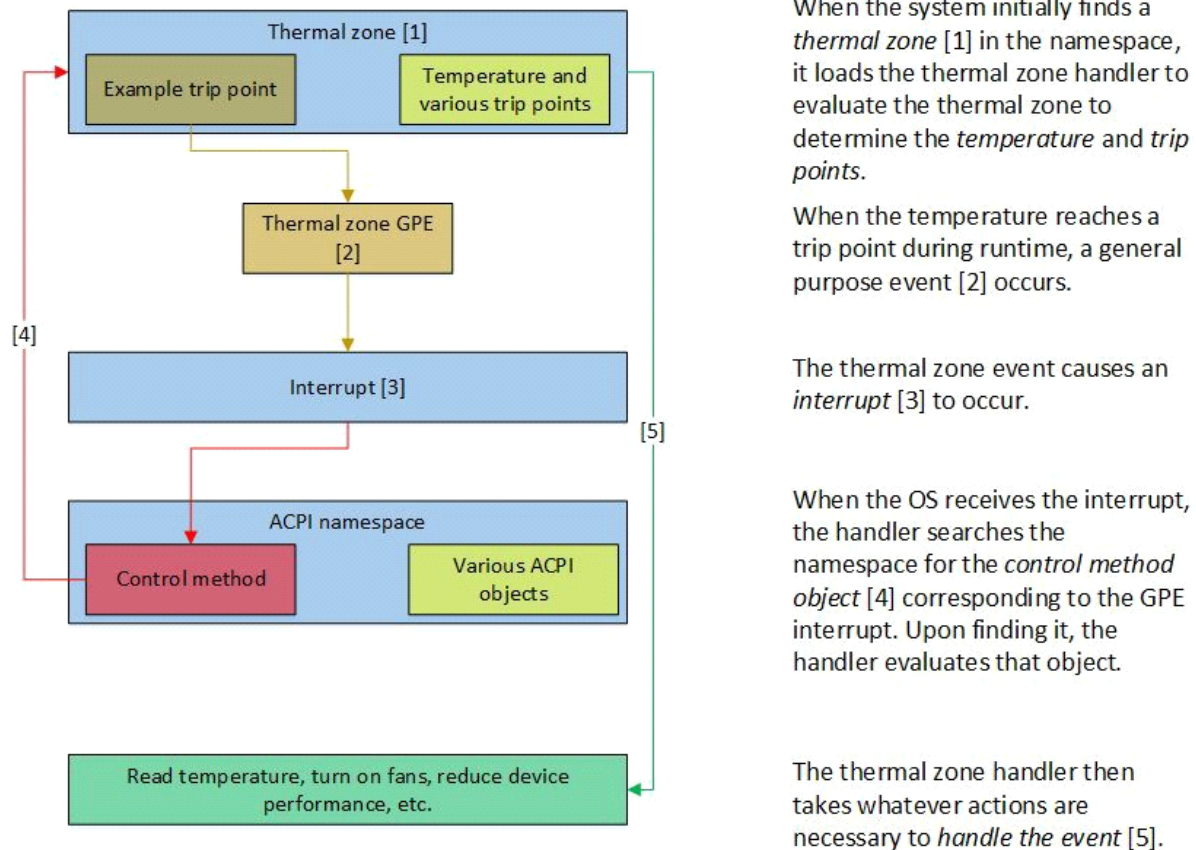 Thermal zone [1]
Example trip point
Temperature and
various trip points
Thermal zone GPE
[2]
[4]
Interrupt [3]
[5]
ACPI namespace
Control method
Various ACPI
objects
Read temperature, turn on fans, reduce device
performance, etc.
When the system initially finds a
thermal zone [1] in the namespace,
it loads the thermal zone handler to
evaluate the thermal zone to
determine the temperature and trip
points.
When the temperature reaches a
trip point during runtime, a general
purpose event [2] occurs.
The thermal zone event causes an
interrupt [3] to occur.
When the OS receives the interrupt,
the handler searches the
namespace for the control method
object [4] corresponding to the GPE
interrupt. Upon finding it, the
handler evaluates that object.
The thermal zone handler then
takes whatever actions are
necessary to handle the event [5].